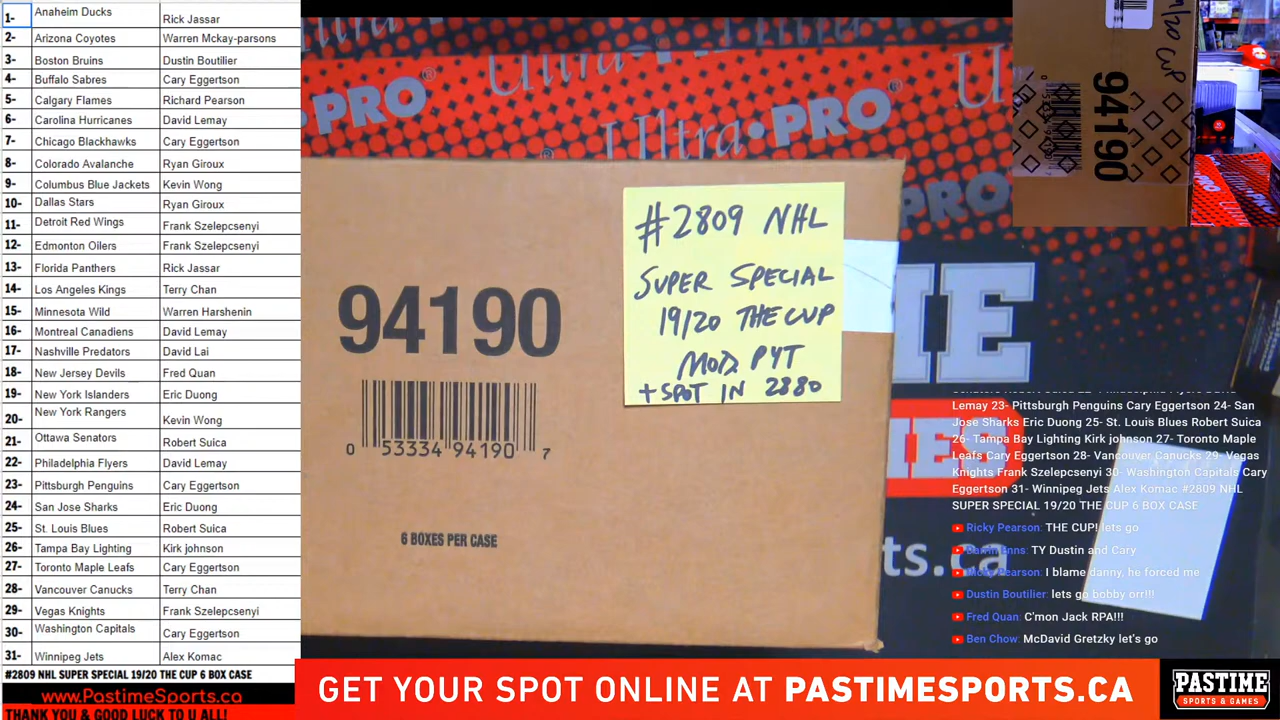 1- Anaheim Ducks Rick Jassar
2- Arizona Coyotes Warren Mckay-parsons
3- Boston Bruins Dustin Boutilier
4- Buffalo Sabres Cary Eggertson
5- Calgary Flames Richard Pearson
6- Carolina Hurricanes David Lemay
7- Chicago Blackhawks Cary Eggertson
8- Colorado Avalanche Ryan Giroux
9- Columbus Blue Jackets Kevin Wong
10- Dallas Stars Ryan Giroux
11- Detroit Red Wings Frank Szelepcsenyi
12- Edmonton Oilers Frank Szelepcsenyi
13- Florida Panthers Rick Jassar
14- Los Angeles Kings Terry Chan
15- Minnesota Wild Warren Harshenin
16- Montreal Canadiens David Lemay
17- Nashville Predators David Lai
18- New Jersey Devils Fred Quan
19- New York Islanders Eric Duong
20- New York Rangers Kevin Wong
21- Ottawa Senators Robert Suica
22- Philadelphia Flyers David Lemay
23- Pittsburgh Penguins Cary Eggertson
24- San Jose Sharks Eric Duong
25- St. Louis Blues Robert Suica
26- Tampa Bay Lighting Kirk johnson
27- Toronto Maple Leafs Cary Eggertson
28- Vancouver Canucks Terry Chan
29- Vegas Knights Frank Szelepcsenyi
30- Washington Capitals Cary Eggertson
31- Winnipeg Jets Alex Komac
#2809 NHL SUPER SPECIAL 19/20 THE CUP 6 BOX CASE
www.PastimeSports.ca
THANK YOU & GOOD LUCK TO U ALL!
Ultra
PRO®
Ultra•PRO®
PRO
94190
0 53334 94190 7
6 BOXES PER CASE
#2809 NHL
SUPER SPECIAL
19/20 THE CUP
MOD. PYT
+ SPOT IN 2880
/20 CUP
94190
ts.ca
Lemay 23- Pittsburgh Penguins Cary Eggertson 24- San
Jose Sharks Eric Duong 25- St. Louis Blues Robert Suica
26- Tampa Bay Lighting Kirk johnson 27- Toronto Maple
Leafs Cary Eggertson 28- Vancouver Canucks 29- Vegas
Knights Frank Szelepcsenyi 30- Washington Capitals Cary
Eggertson 31- Winnipeg Jets Alex Komac #2809 NHL
SUPER SPECIAL 19/20 THE CUP 6 BOX CASE
Ricky Pearson: THE CUP! lets go
Darrin Enns: TY Dustin and Cary
Ricky Pearson: I blame danny, he forced me
Dustin Boutilier: lets go bobby orr!!!
Fred Quan: C'mon Jack RPA!!!
Ben Chow: McDavid Gretzky let's go
GET YOUR SPOT ONLINE AT PASTIMESPORTS.CA
PASTIME
SPORTS & GAMES